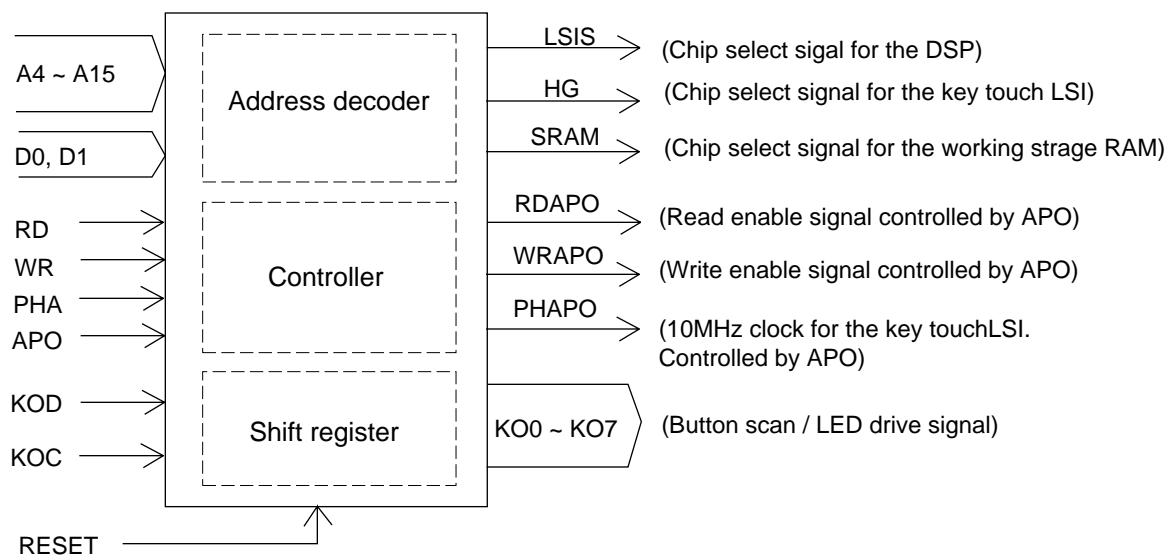 A4 ~ A15
D0, D1
RD
WR
PHA
APO
KOD
KOC
RESET
Address decoder
Controller
Shift register
LSIS
(Chip select sigal for the DSP)
HG
(Chip select signal for the key touch LSI)
SRAM
(Chip select signal for the working strage RAM)
RDAPO
(Read enable signal controlled by APO)
WRAPO
(Write enable signal controlled by APO)
PHAPO
(10MHz clock for the key touchLSI.
Controlled by APO)
KO0 ~ KO7
(Button scan / LED drive signal)